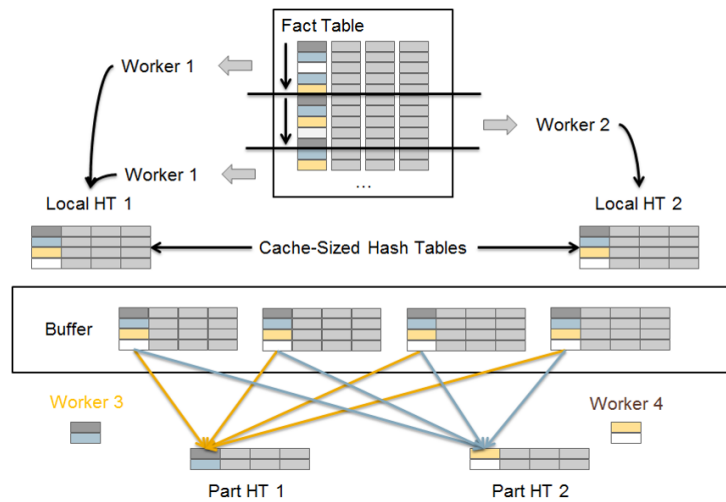 Fact Table
Worker 1
Worker 2
Worker 1
...
Local HT 1
Local HT 2
Cache-Sized Hash Tables
Buffer
Worker 3
Worker 4
Part HT 1
Part HT 2